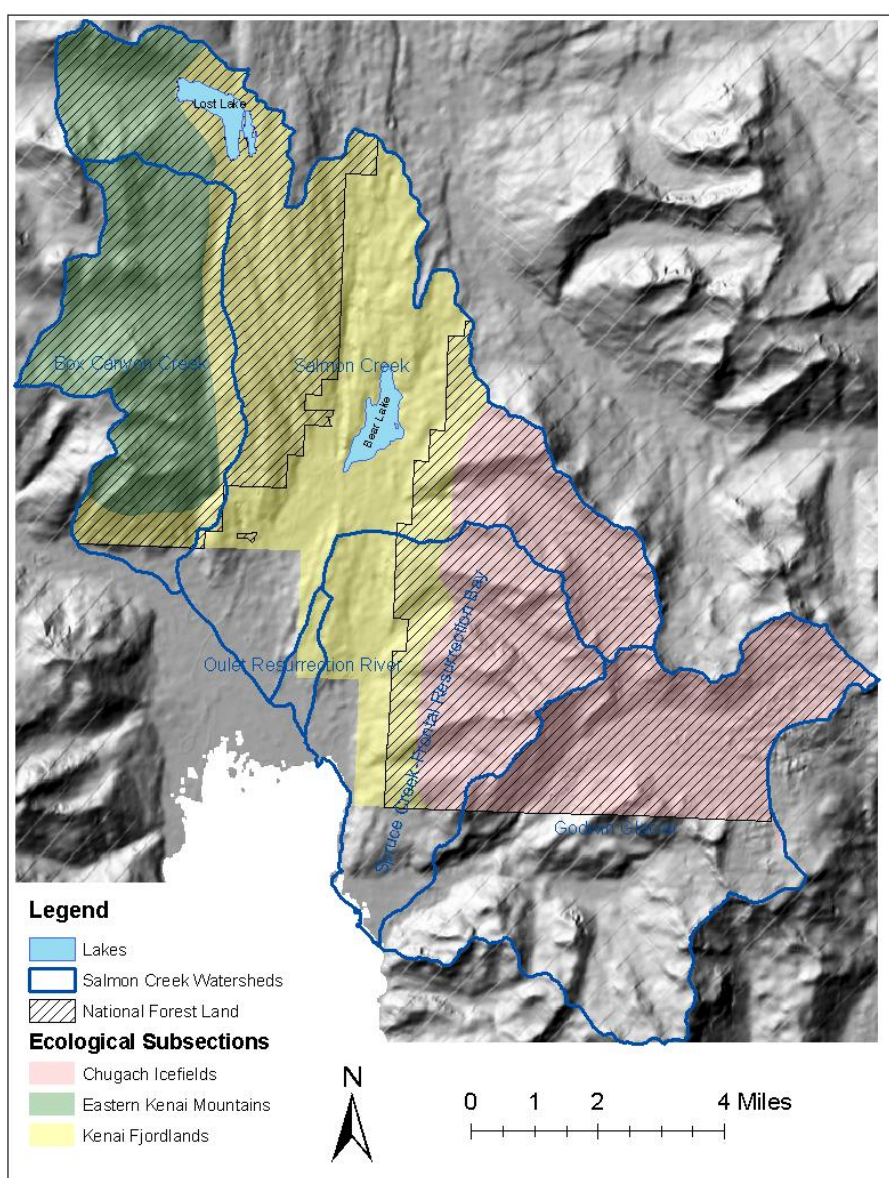 Lost Lake
Box Canyon Creek
Salmon Creek
Bear Lake
Oulet Resurrection River
Spruce Creek-Frontal Resurrection Bay
Godwin Glacier
Legend
Lakes
Salmon Creek Watersheds
National Forest Land
Ecological Subsections
Chugach Icefields
Eastern Kenai Mountains
Kenai Fjordlands
N
0 1 2 4 Miles